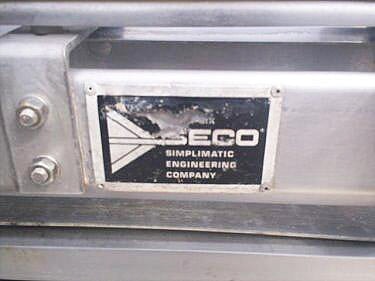 SECO®
SIMPLIMATIC
ENGINEERING
COMPANY